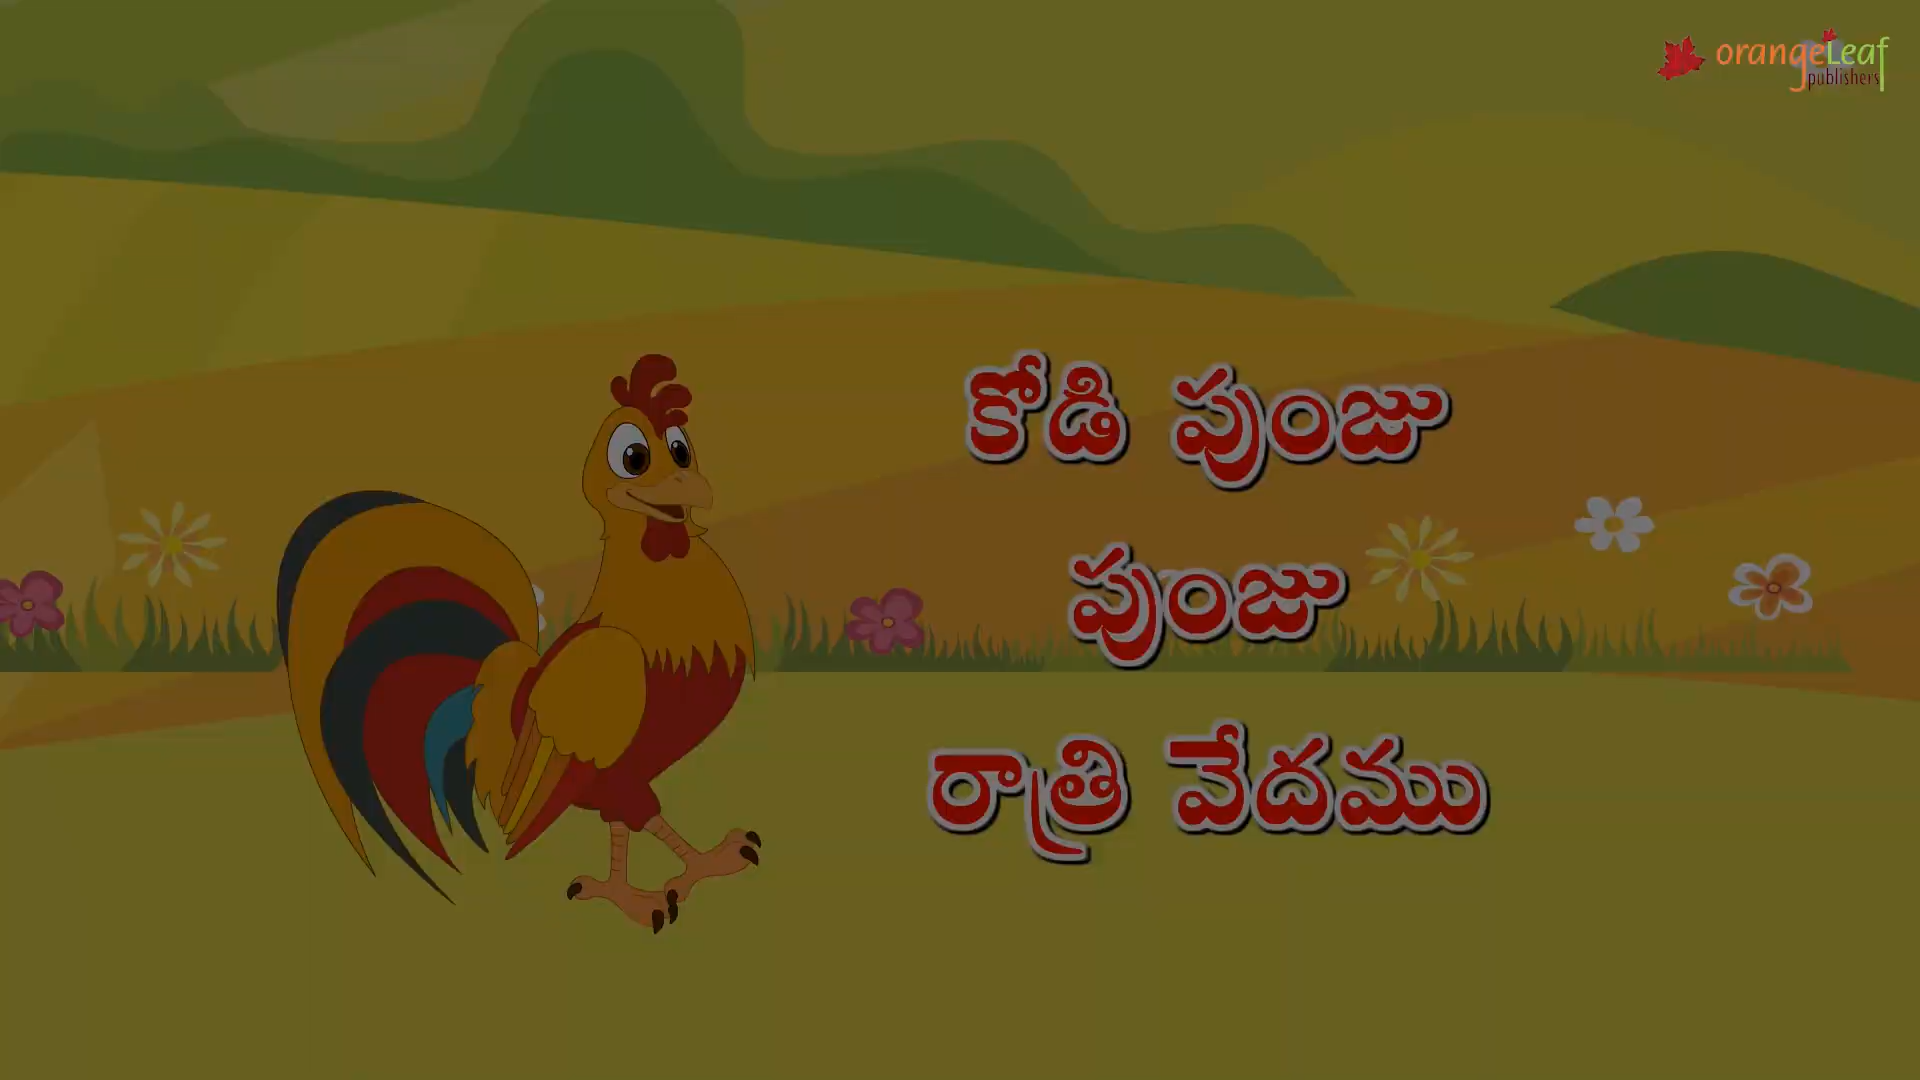 orangeLeaf
publishers
కోడి పుంజు
పుంజు
రాత్రి వేదము